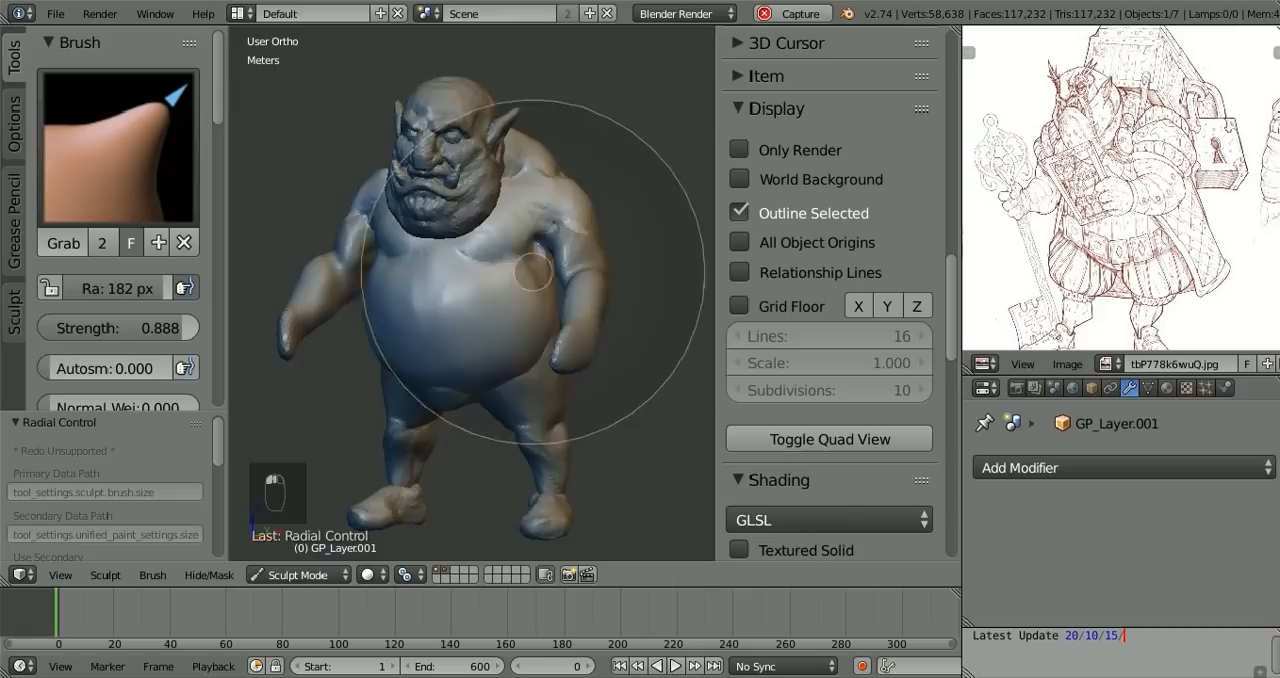 File Render Window Help Default Scene 2 Blender Render Capture v2.74 | Verts:58,638 | Faces:117,232 | Tris:117,232 | Objects:1/7 | Lamps:0/0 | Mem:4
Tools
Options
Grease Pencil
Sculpt
Brush
Grab 2 F
Ra: 182 px
Strength: 0.888
Autosm: 0.000
Normal Wei:0.000
Radial Control
* Redo Unsupported *
Primary Data Path
tool_settings.sculpt.brush.size
Secondary Data Path
tool_settings.unified_paint_settings.size
Use Secondary
User Ortho
Meters
Last: Radial Control
(0) GP_Layer.001
3D Cursor
Item
Display
Only Render
World Background
Outline Selected
All Object Origins
Relationship Lines
Grid Floor X Y Z
Lines: 16
Scale: 1.000
Subdivisions: 10
Toggle Quad View
Shading
GLSL
Textured Solid
View Image tbP778k6wuQ.jpg F
GP_Layer.001
Add Modifier
Latest Update 20/10/15/
View Sculpt Brush Hide/Mask Sculpt Mode
0 20 40 60 80 100 120 140 160 180 200 220 240 260 280 300
View Marker Frame Playback Start: 1 End: 600 0 No Sync